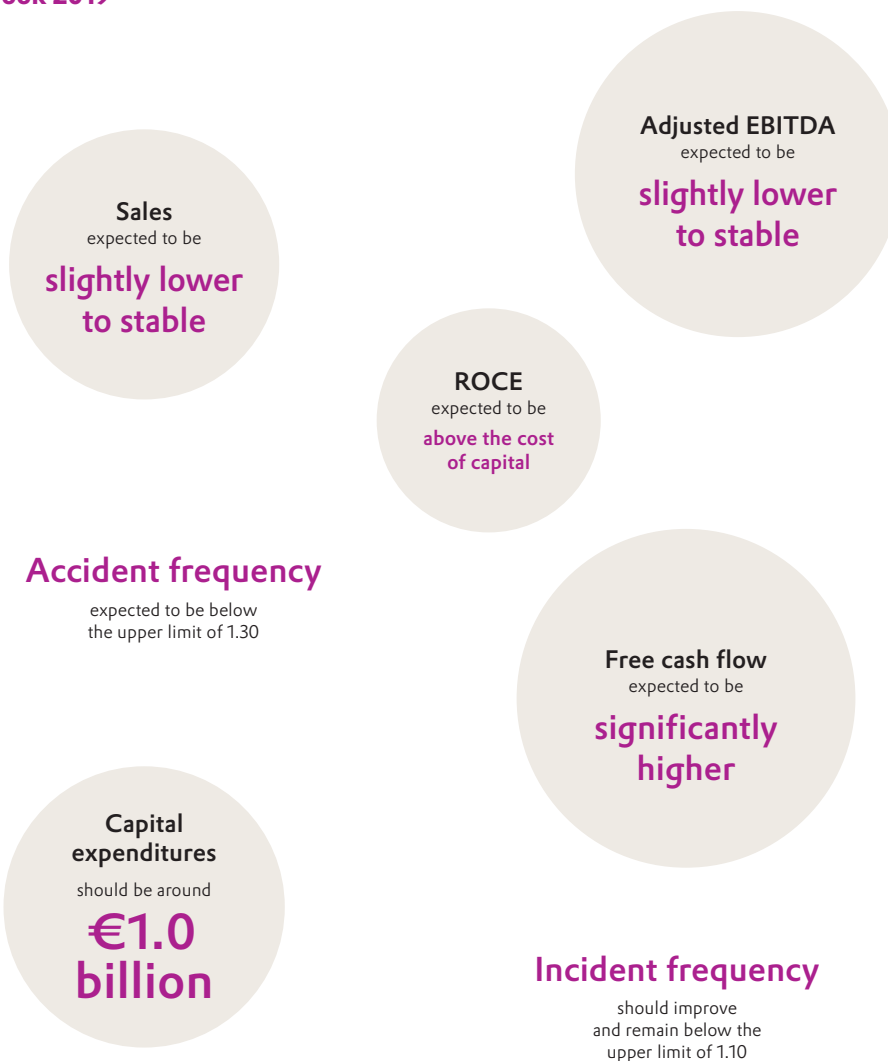 2019
Adjusted EBITDA
expected to be
slightly lower
to stable
Sales
expected to be
slightly lower
to stable
ROCE
expected to be
above the cost
of capital
Accident frequency
expected to be below
the upper limit of 1.30
Free cash flow
expected to be
significantly
higher
Capital
expenditures
should be around
€1.0
billion
Incident frequency
should improve
and remain below the
upper limit of 1.10